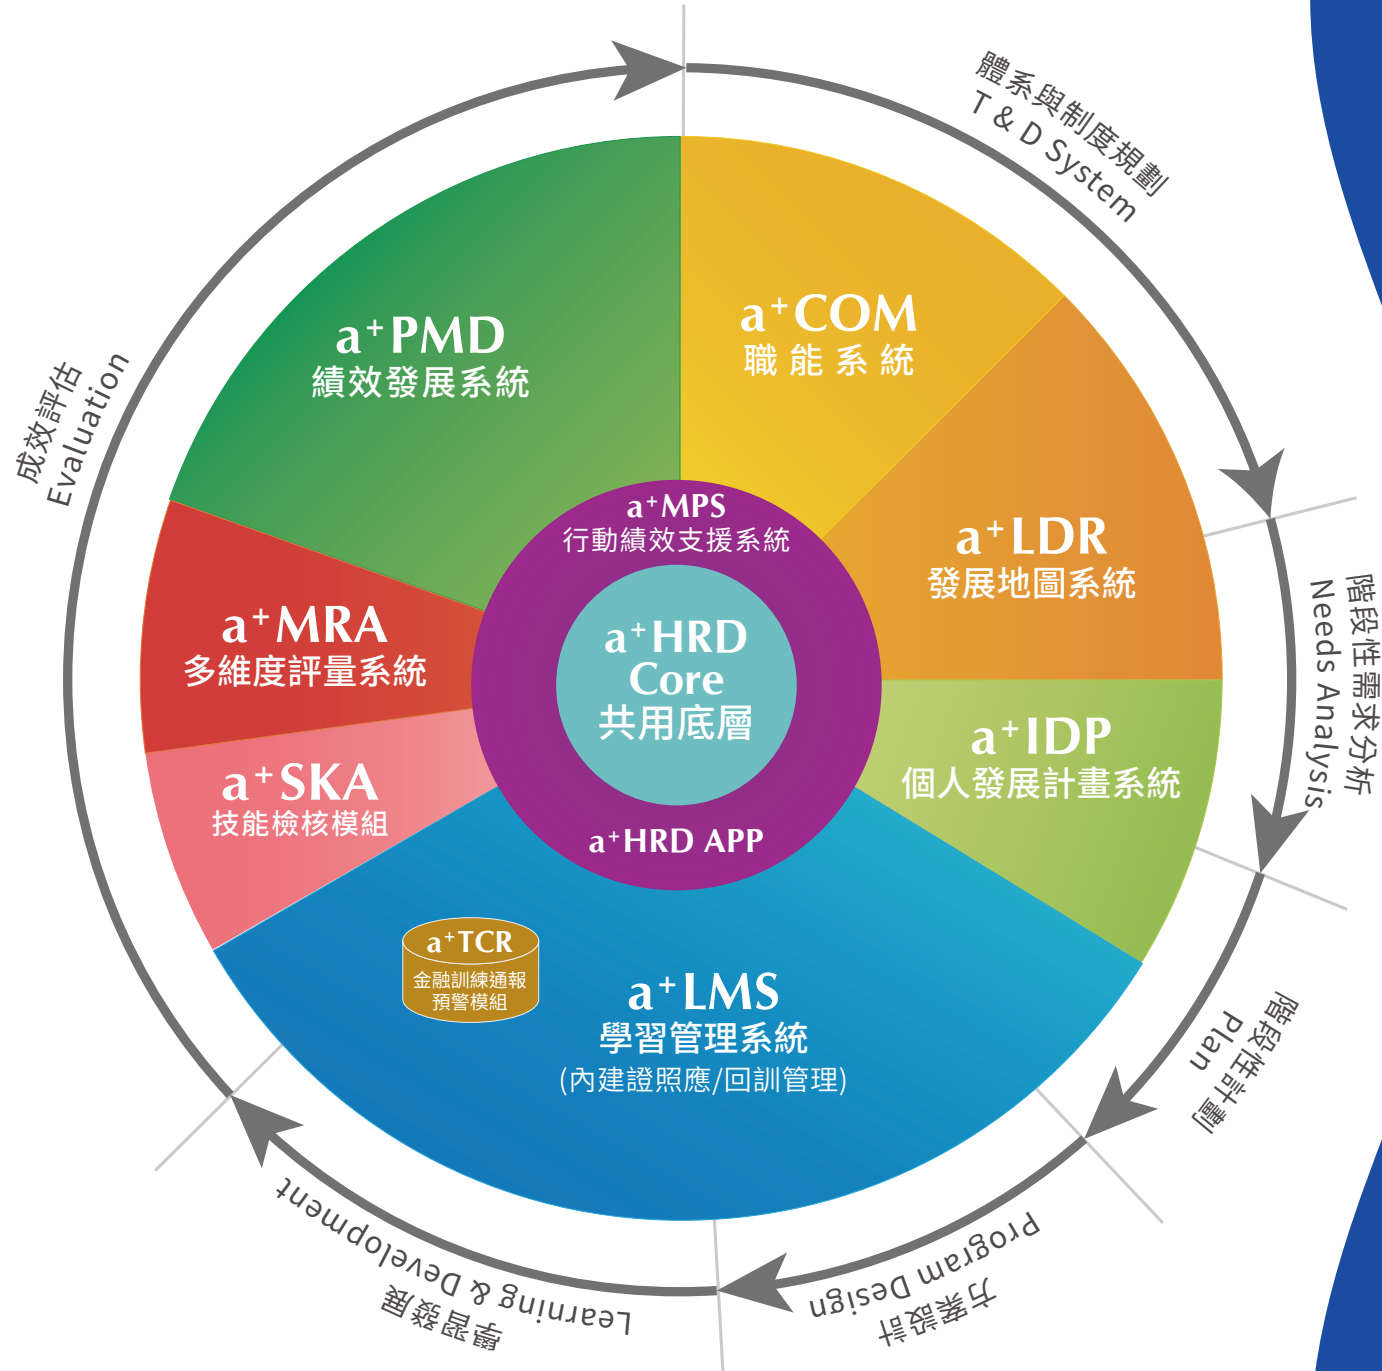 體系與制度規劃
T & D System
階段性需求分析
Needs Analysis
階段性計劃
Plan
Program Design
方案設計
Learning & Development
學習發展
成效評估
Evaluation
a+PMD
績效發展系統
a+COM
職能系統
a+LDR
發展地圖系統
a+IDP
個人發展計畫系統
a+LMS
學習管理系統
(內建證照應/回訓管理)
a+TCR
金融訓練通報
預警模組
a+SKA
技能檢核模組
a+MRA
多維度評量系統
a+MPS
行動績效支援系統
a+HRD
Core
共用底層
a+HRD APP